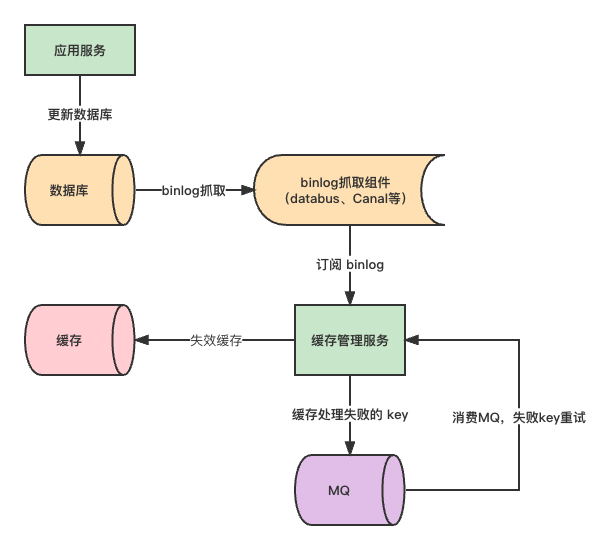 应用服务
更新数据库
数据库
binlog抓取
binlog抓取组件
（databus、Canal等）
订阅 binlog
缓存
失效缓存
缓存管理服务
缓存处理失败的 key
消费MQ，失败key重试
MQ